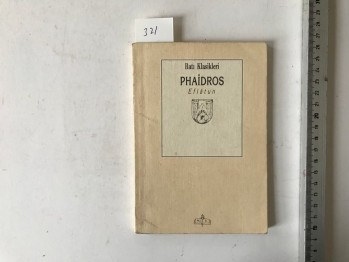 321
Batı Klasikleri
PHAİDROS
Eflâtun